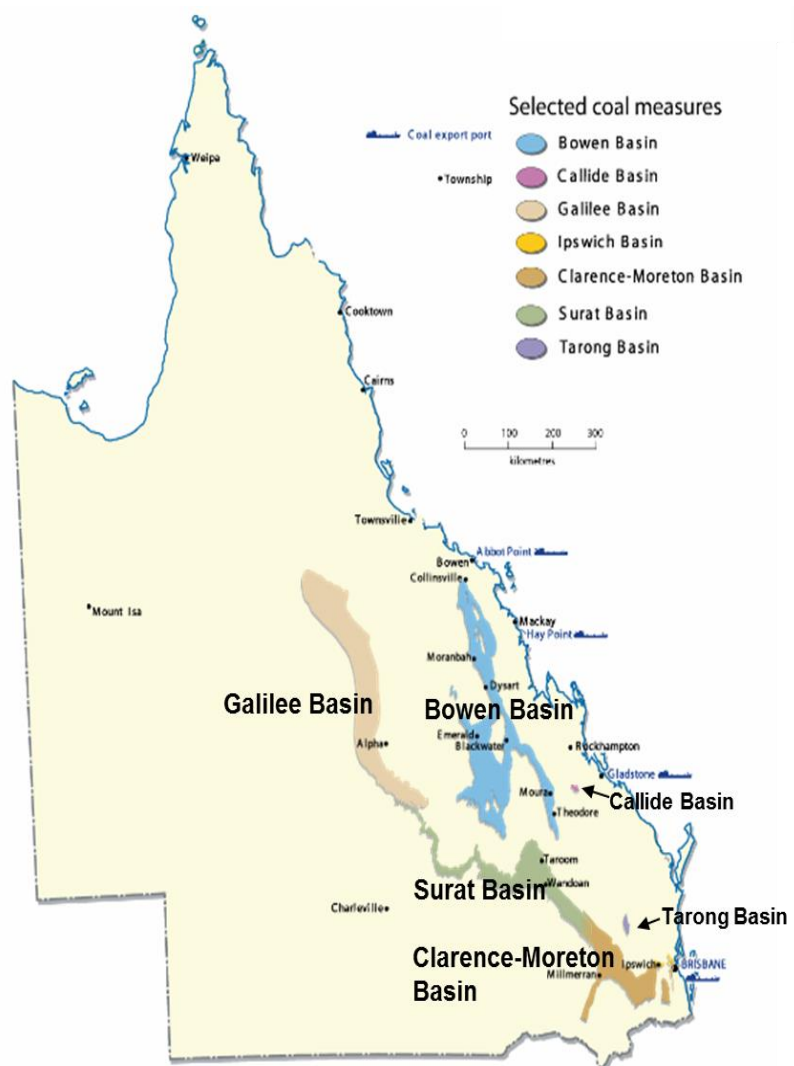 Selected coal measures
Coal export port
Township
Bowen Basin
Callide Basin
Galilee Basin
Ipswich Basin
Clarence-Moreton Basin
Surat Basin
Tarong Basin
Weipa
Cooktown
Cairns
0 100 200 300
kilometres
Townsville
Abbot Point
Bowen
Collinsville
Mount Isa
Mackay
Hay Point
Moranbah
Dysart
Galilee Basin
Bowen Basin
Emerald
Blackwater
Alpha
Rockhampton
Gladstone
Moura
Callide Basin
Theodore
Taroom
Surat Basin
Wandoan
Charleville
Tarong Basin
Clarence-Moreton
Basin
Ipswich
BRISBANE
Millmerran